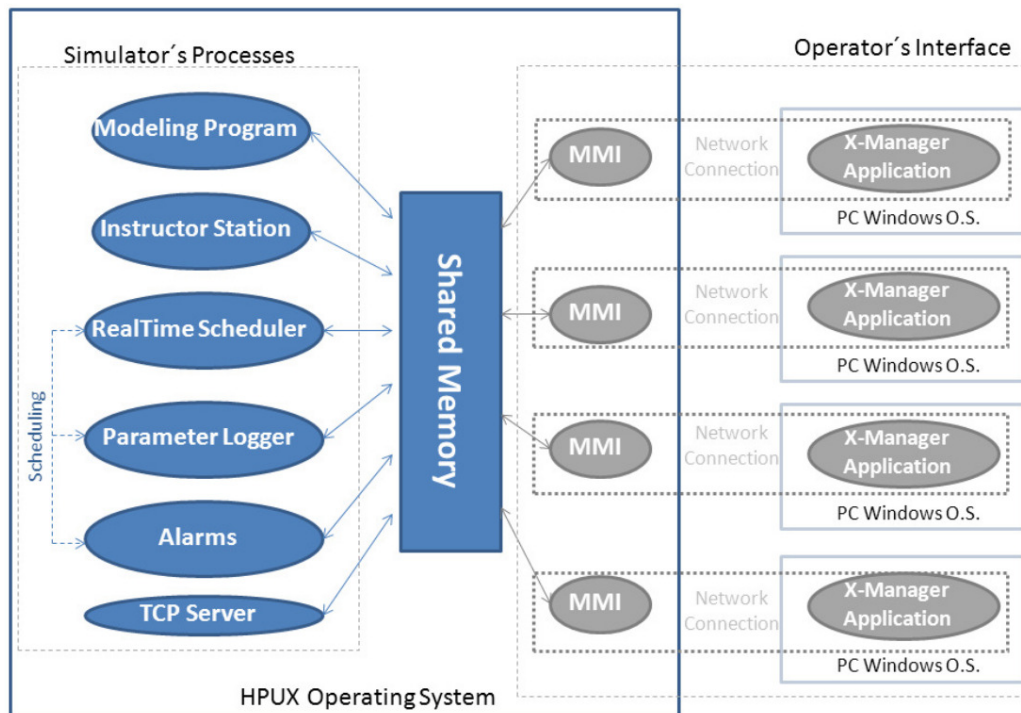 Simulator´s Processes
Modeling Program
Instructor Station
RealTime Scheduler
Parameter Logger
Alarms
TCP Server
Scheduling
Shared Memory
HPUX Operating System
Operator´s Interface
MMI
Network
Connection
X-Manager
Application
PC Windows O.S.
MMI
Network
Connection
X-Manager
Application
PC Windows O.S.
MMI
Network
Connection
X-Manager
Application
PC Windows O.S.
MMI
Network
Connection
X-Manager
Application
PC Windows O.S.